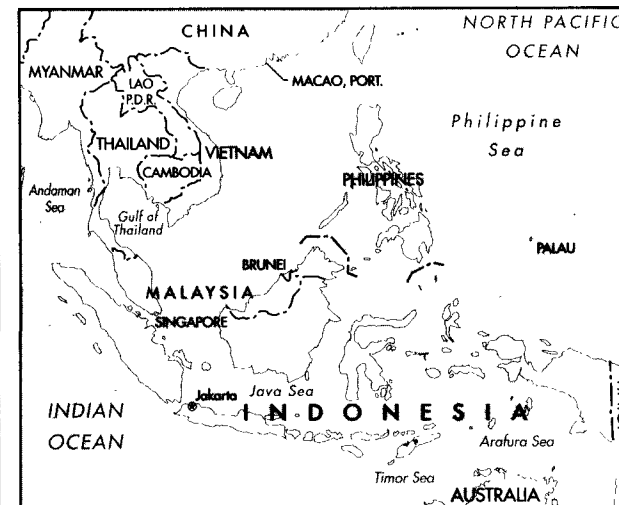 NORTH PACIFIC
OCEAN
CHINA
MYANMAR
LAO
P.D.R.
MACAO, PORT.
Philippine
Sea
THAILAND
VIETNAM
CAMBODIA
PHILIPPINES
Andaman
Sea
Gulf of
Thailand
PALAU
BRUNEI
MALAYSIA
SINGAPORE
Jakarta
Java Sea
INDIAN
OCEAN
INDONESIA
Arafura Sea
Timor Sea
AUSTRALIA